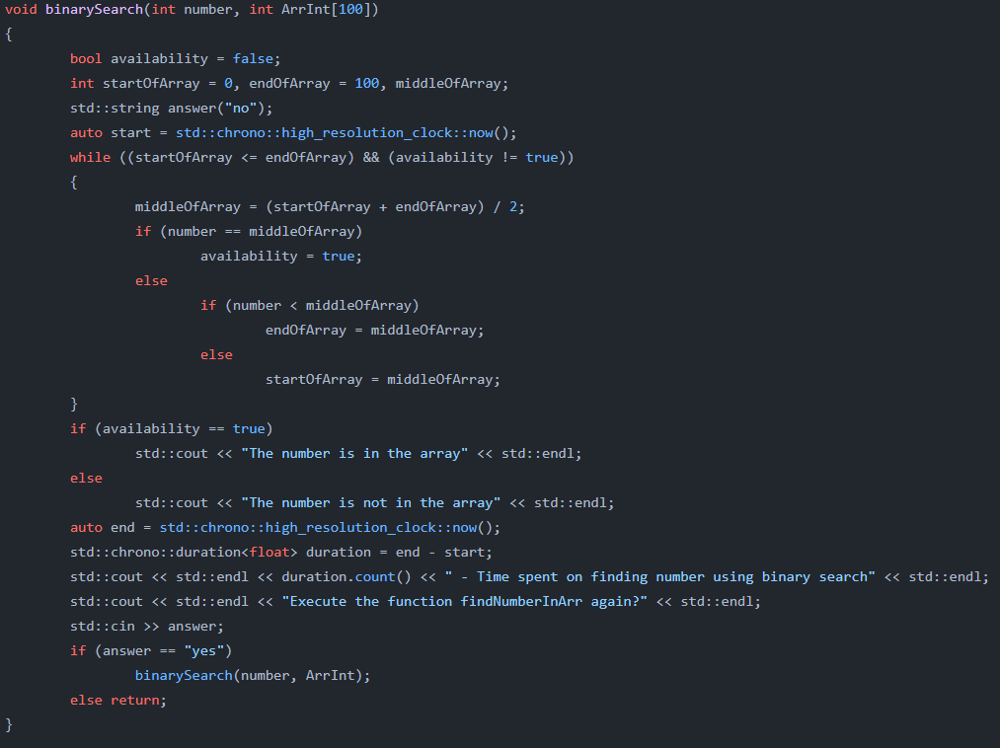 void binarySearch(int number, int ArrInt[100])
{
bool availability = false;
int startOfArray = 0, endOfArray = 100, middleOfArray;
std::string answer("no");
auto start = std::chrono::high_resolution_clock::now();
while ((startOfArray <= endOfArray) && (availability != true))
{
middleOfArray = (startOfArray + endOfArray) / 2;
if (number == middleOfArray)
availability = true;
else
if (number < middleOfArray)
endOfArray = middleOfArray;
else
startOfArray = middleOfArray;
}
if (availability == true)
std::cout << "The number is in the array" << std::endl;
else
std::cout << "The number is not in the array" << std::endl;
auto end = std::chrono::high_resolution_clock::now();
std::chrono::duration<float> duration = end - start;
std::cout << std::endl << duration.count() << " - Time spent on finding number using binary search" << std::endl;
std::cout << std::endl << "Execute the function findNumberInArr again?" << std::endl;
std::cin >> answer;
if (answer == "yes")
binarySearch(number, ArrInt);
else return;
}